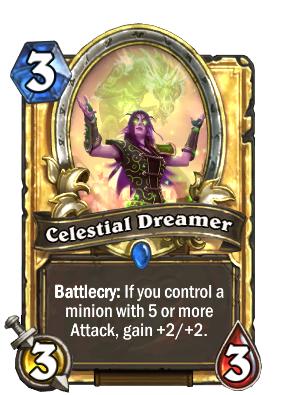 3
Celestial Dreamer
Battlecry: If you control a
minion with 5 or more
Attack, gain +2/+2.
3 3